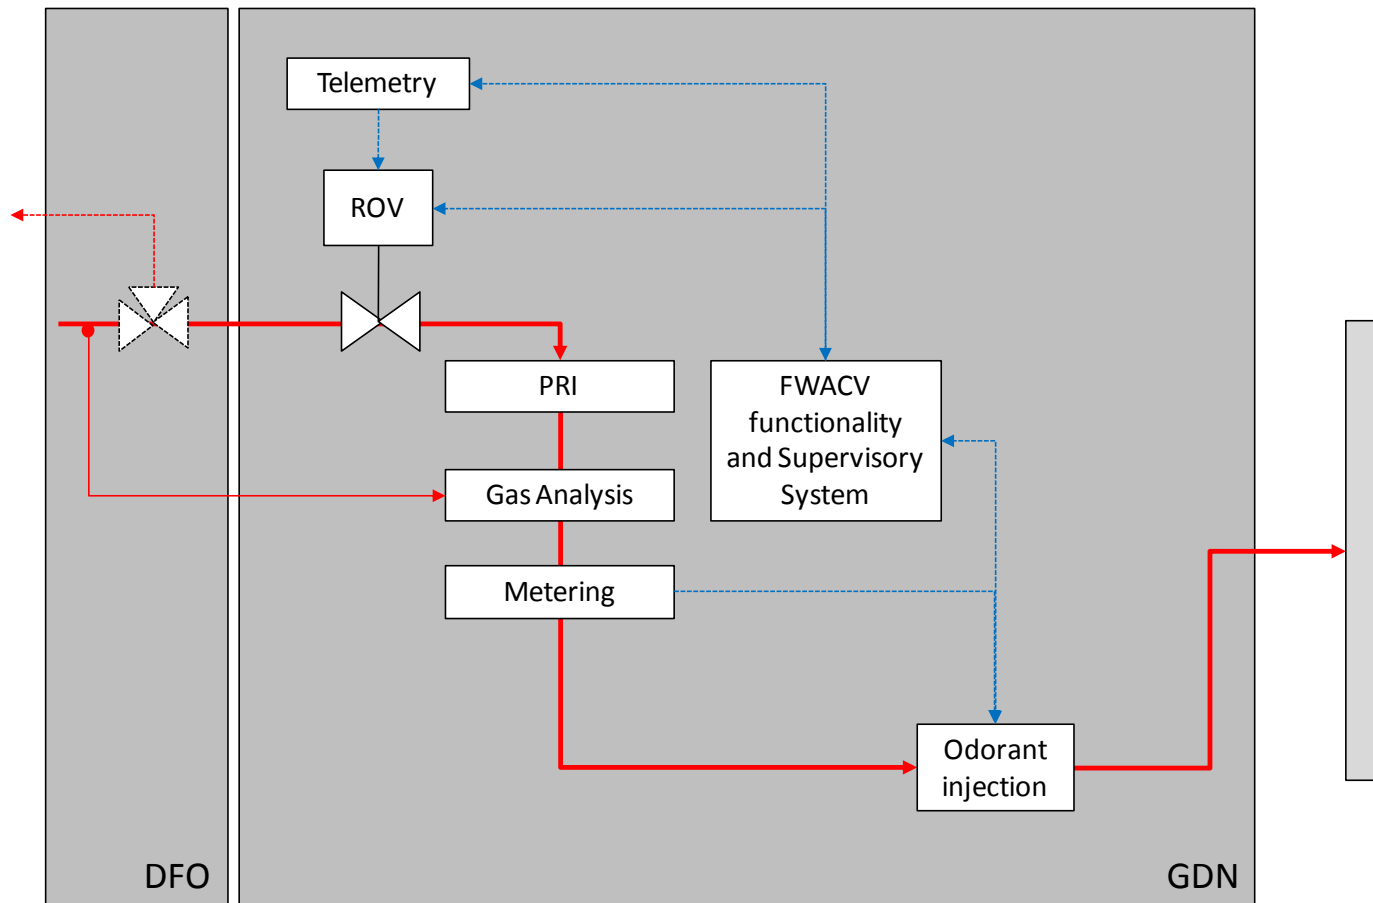 Telemetry
ROV
PRI
FWACV
functionality
and Supervisory
System
Gas Analysis
Metering
Odorant
injection
DFO
GDN